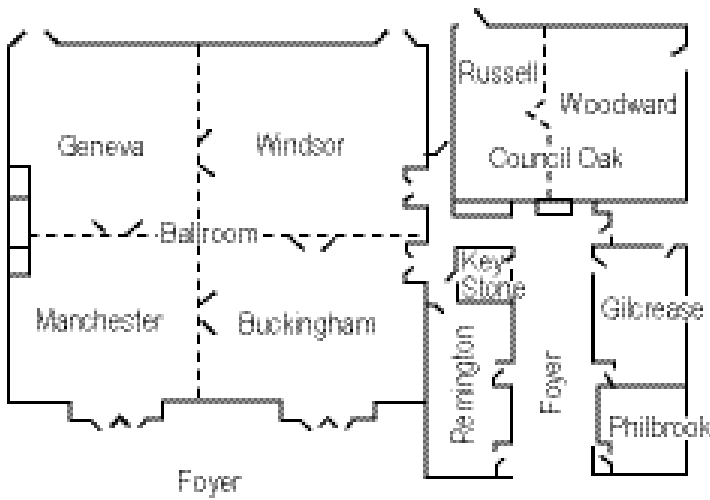 Russell
Woodward
Geneva
Windsor
Council Oak
Ballroom
Key
Stone
Manchester
Buckingham
Gilcrease
Remington
Foyer
Philbrook
Foyer